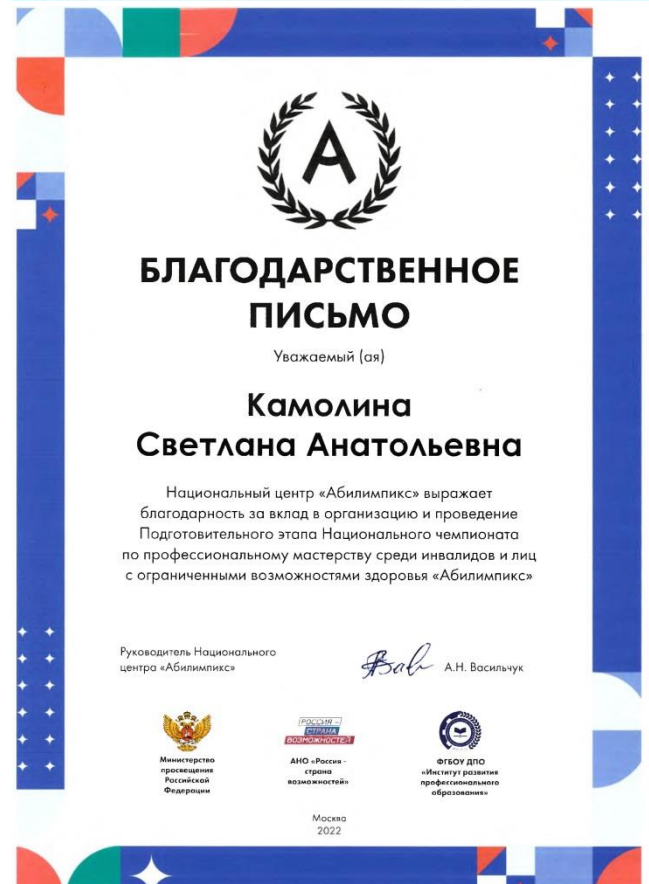 А
БЛАГОДАРСТВЕННОЕ
ПИСЬМО
Уважаемый (ая)
Камолина
Светлана Анатольевна
Национальный центр «Абилимпикс» выражает
благодарность за вклад в организацию и проведение
Подготовительного этапа Национального чемпионата
по профессиональному мастерству среди инвалидов и лиц
с ограниченными возможностями здоровья «Абилимпикс»
Руководитель Национального
центра «Абилимпикс»
А.Н. Васильчук
РОССИЯ –
СТРАНА
ВОЗМОЖНОСТЕЙ
Министерство
просвещения
Российской
Федерации
АНО «Россия -
страна
возможностей»
ФГБОУ ДПО
«Институт развития
профессионального
образования»
Москва
2022